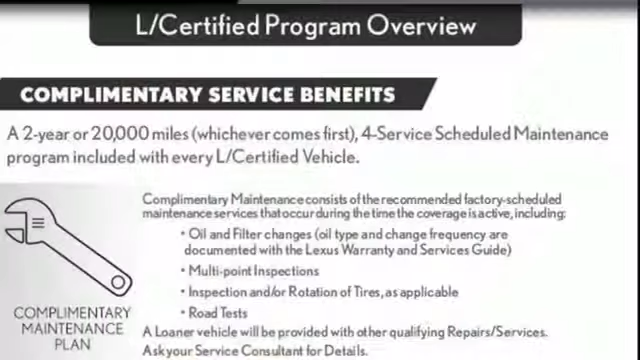 L/Certified Program Overview
COMPLIMENTARY SERVICE BENEFITS
A 2-year or 20,000 miles (whichever comes first), 4-Service Scheduled Maintenance
program included with every L/Certified Vehicle.
Complimentary Maintenance consists of the recommended factory-scheduled
maintenance services that occur during the time the coverage is active, including:
• Oil and Filter changes (oil type and change frequency are
documented with the Lexus Warranty and Services Guide)
• Multi-point Inspections
• Inspection and/or Rotation of Tires, as applicable
• Road Tests
A Loaner vehicle will be provided with other qualifying Repairs/Services.
Ask your Service Consultant for Details.
COMPLIMENTARY
MAINTENANCE
PLAN